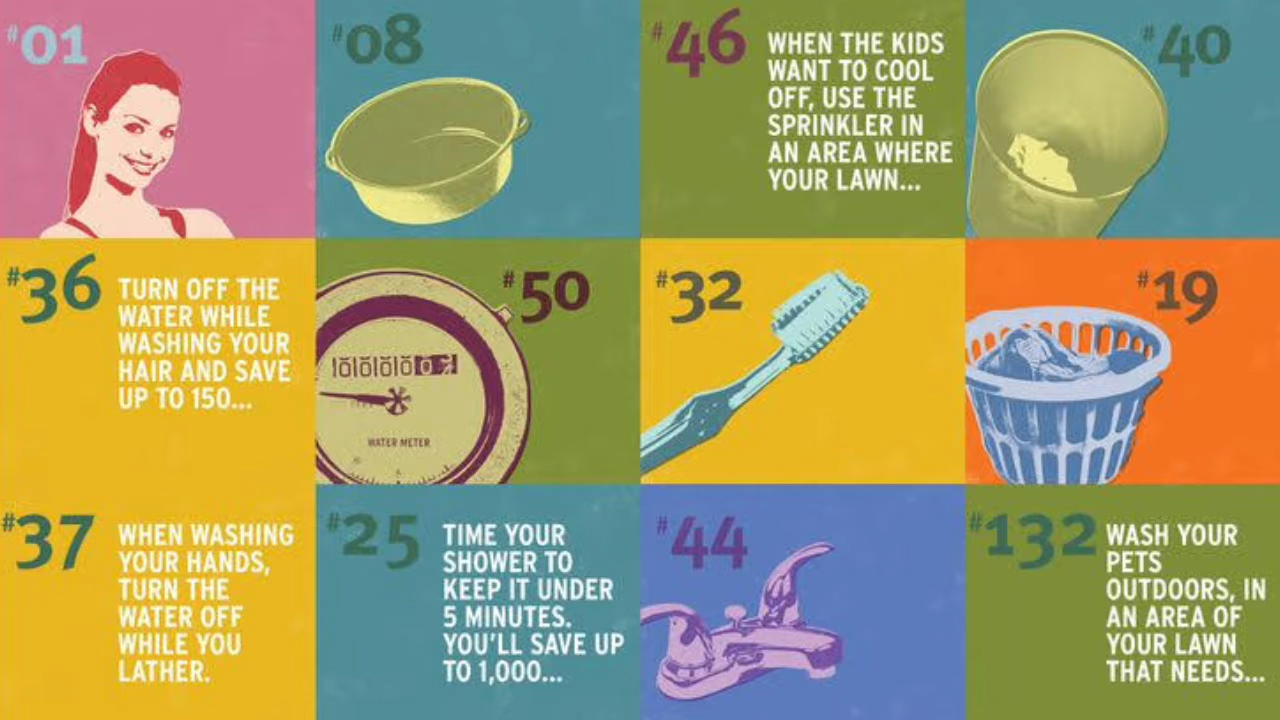 #01
#08
#46
WHEN THE KIDS
WANT TO COOL
OFF, USE THE
SPRINKLER IN
AN AREA WHERE
YOUR LAWN...
#40
#36
TURN OFF THE
WATER WHILE
WASHING YOUR
HAIR AND SAVE
UP TO 150...
#50
WATER METER
#32
#19
#37
WHEN WASHING
YOUR HANDS,
TURN THE
WATER OFF
WHILE YOU
LATHER.
#25
TIME YOUR
SHOWER TO
KEEP IT UNDER
5 MINUTES.
YOU'LL SAVE UP
TO 1,000...
#44
#132
WASH YOUR
PETS
OUTDOORS, IN
AN AREA OF
YOUR LAWN
THAT NEEDS...